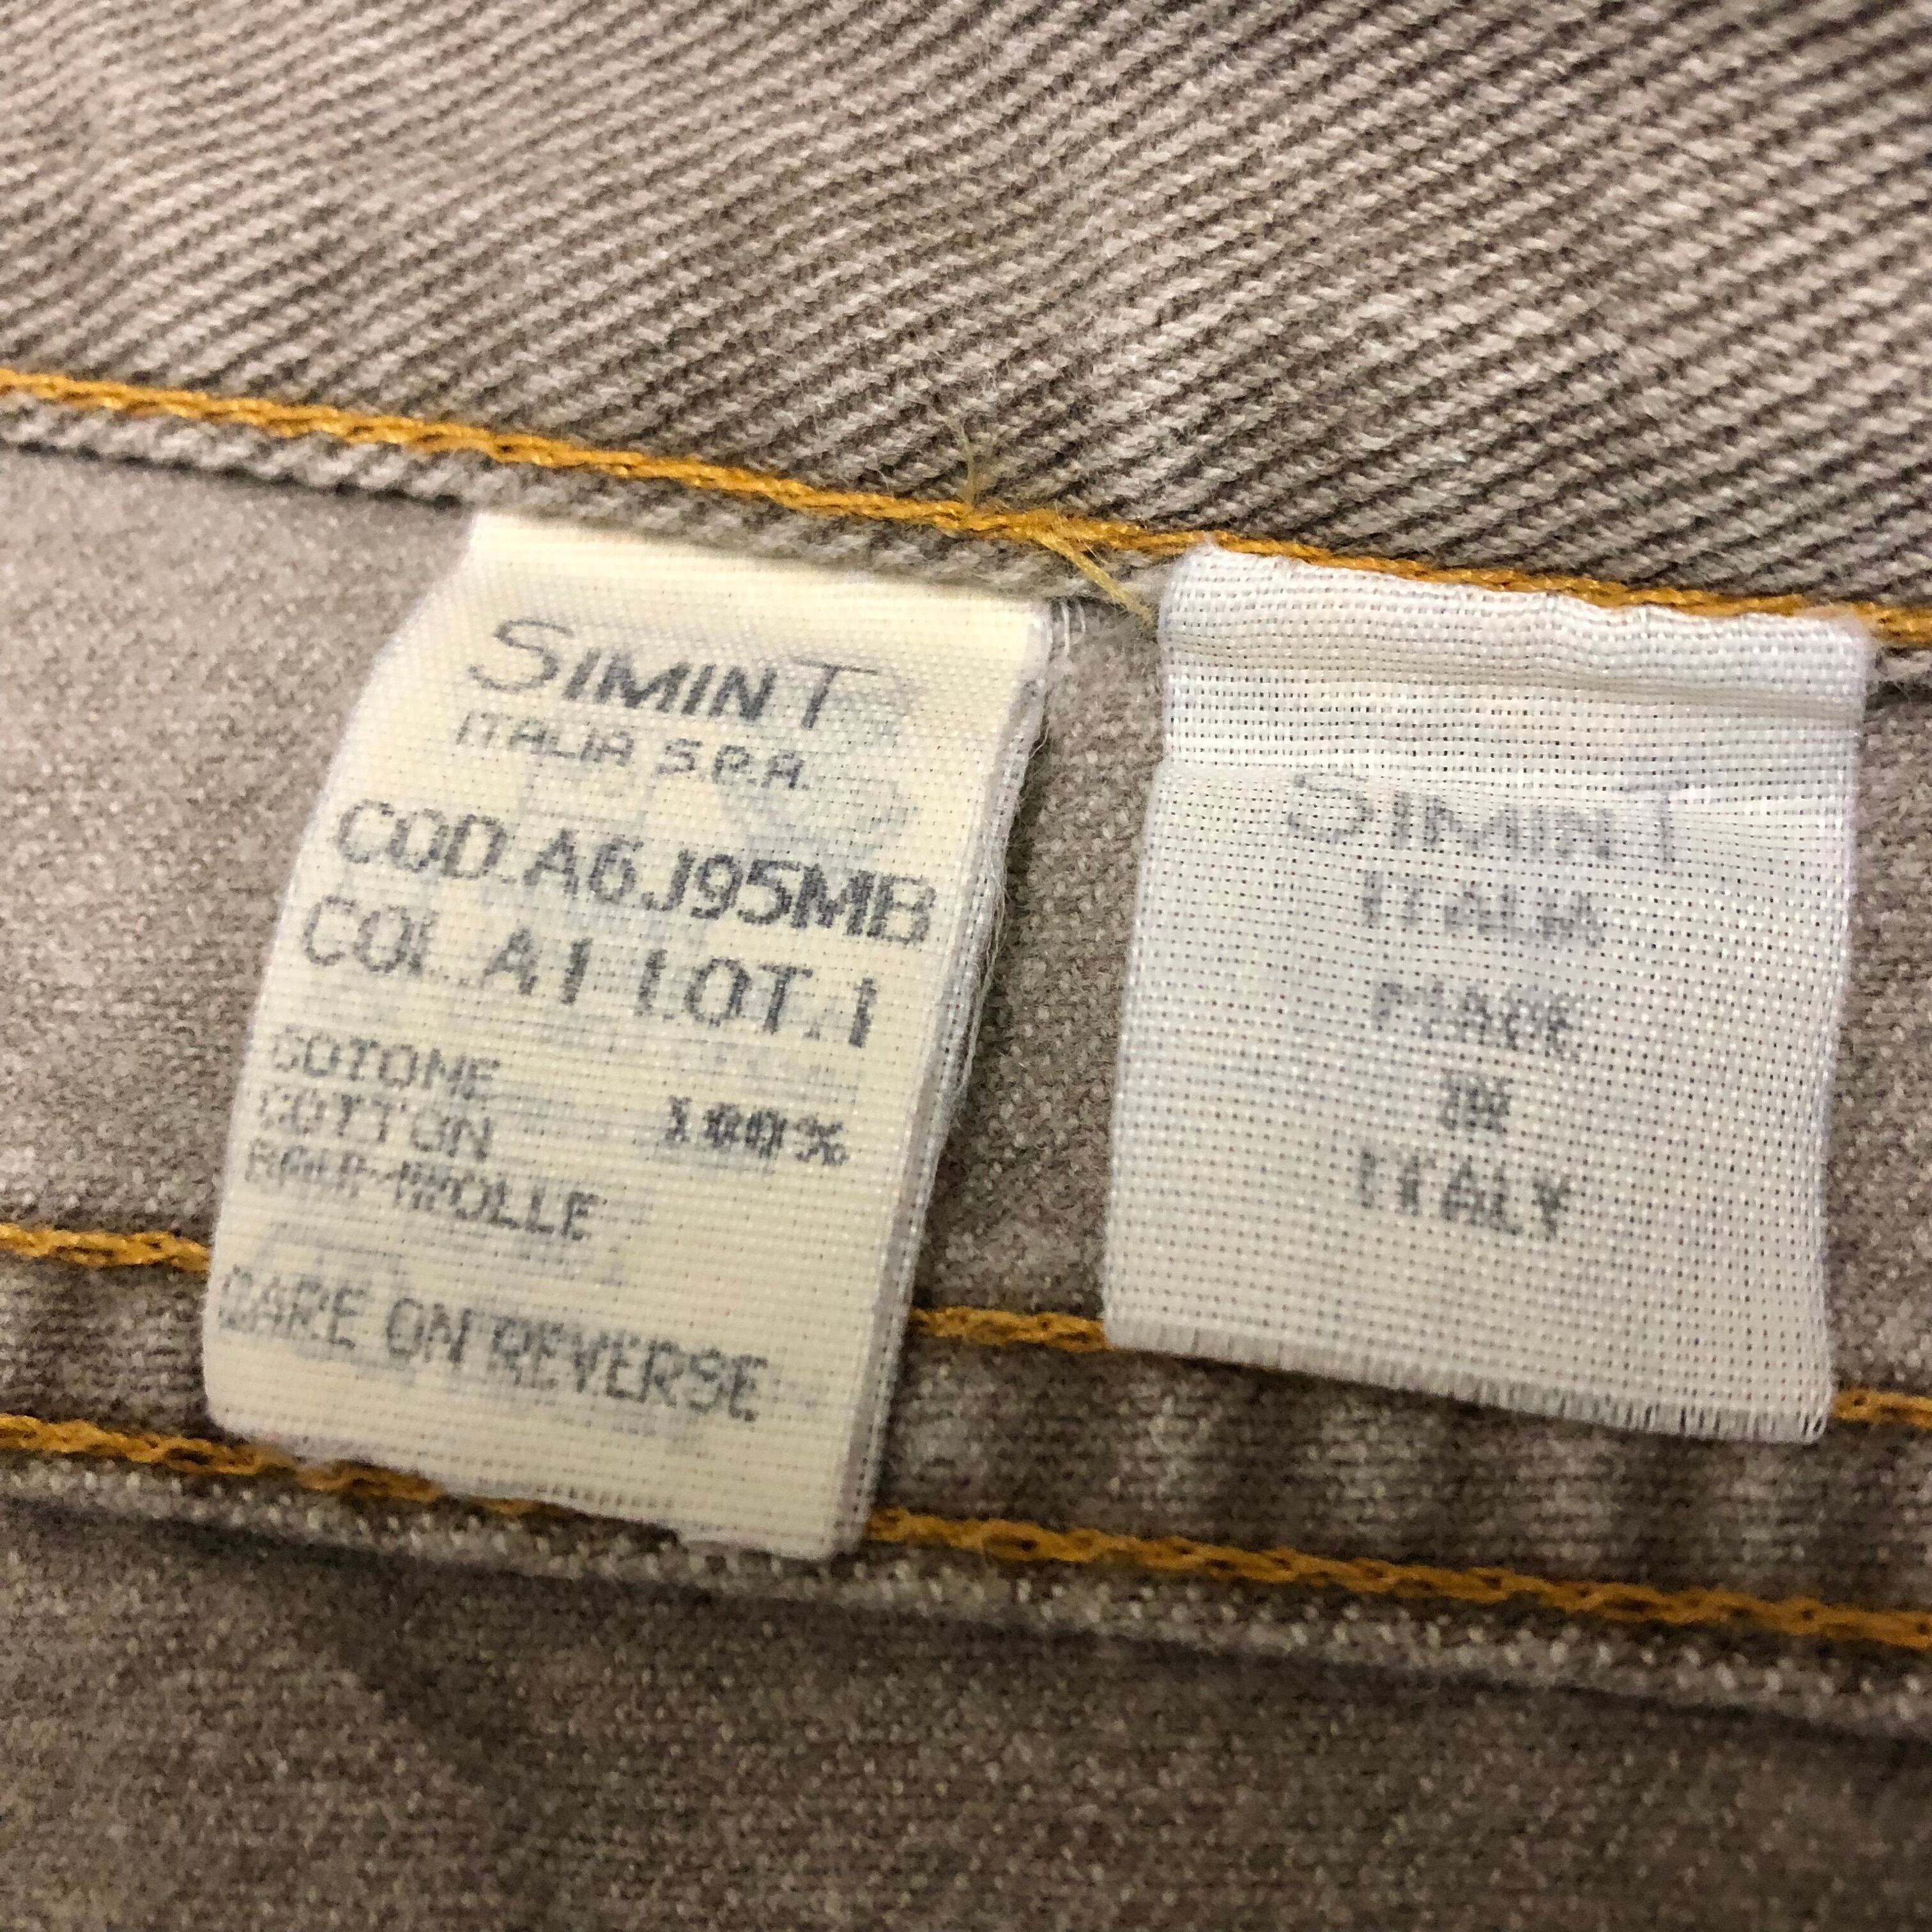 SIMINT
ITALIA S.P.A.
COD.A6J95MB
COL.A1 LOT.1
COTONE
COTTON 100%
BAUMWOLLE
CARE ON REVERSE
SIMINT
ITALIA
MADE
IN
ITALY